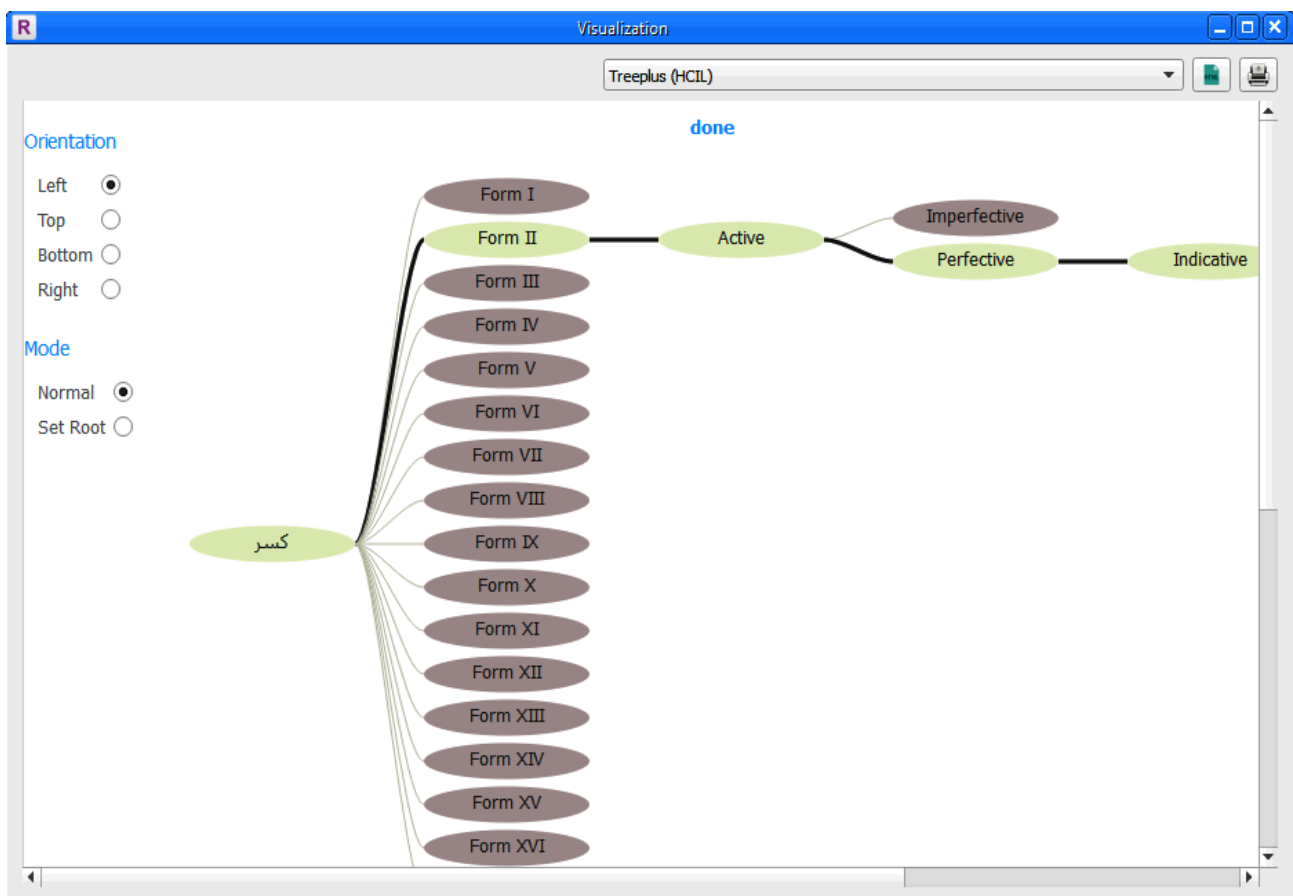 R
Visualization
Treeplus (HCIL)
HTML
done
Orientation
Left
Top
Bottom
Right
Mode
Normal
Set Root
كسر
Form I
Form II
Form III
Form IV
Form V
Form VI
Form VII
Form VIII
Form IX
Form X
Form XI
Form XII
Form XIII
Form XIV
Form XV
Form XVI
Active
Imperfective
Perfective
Indicative